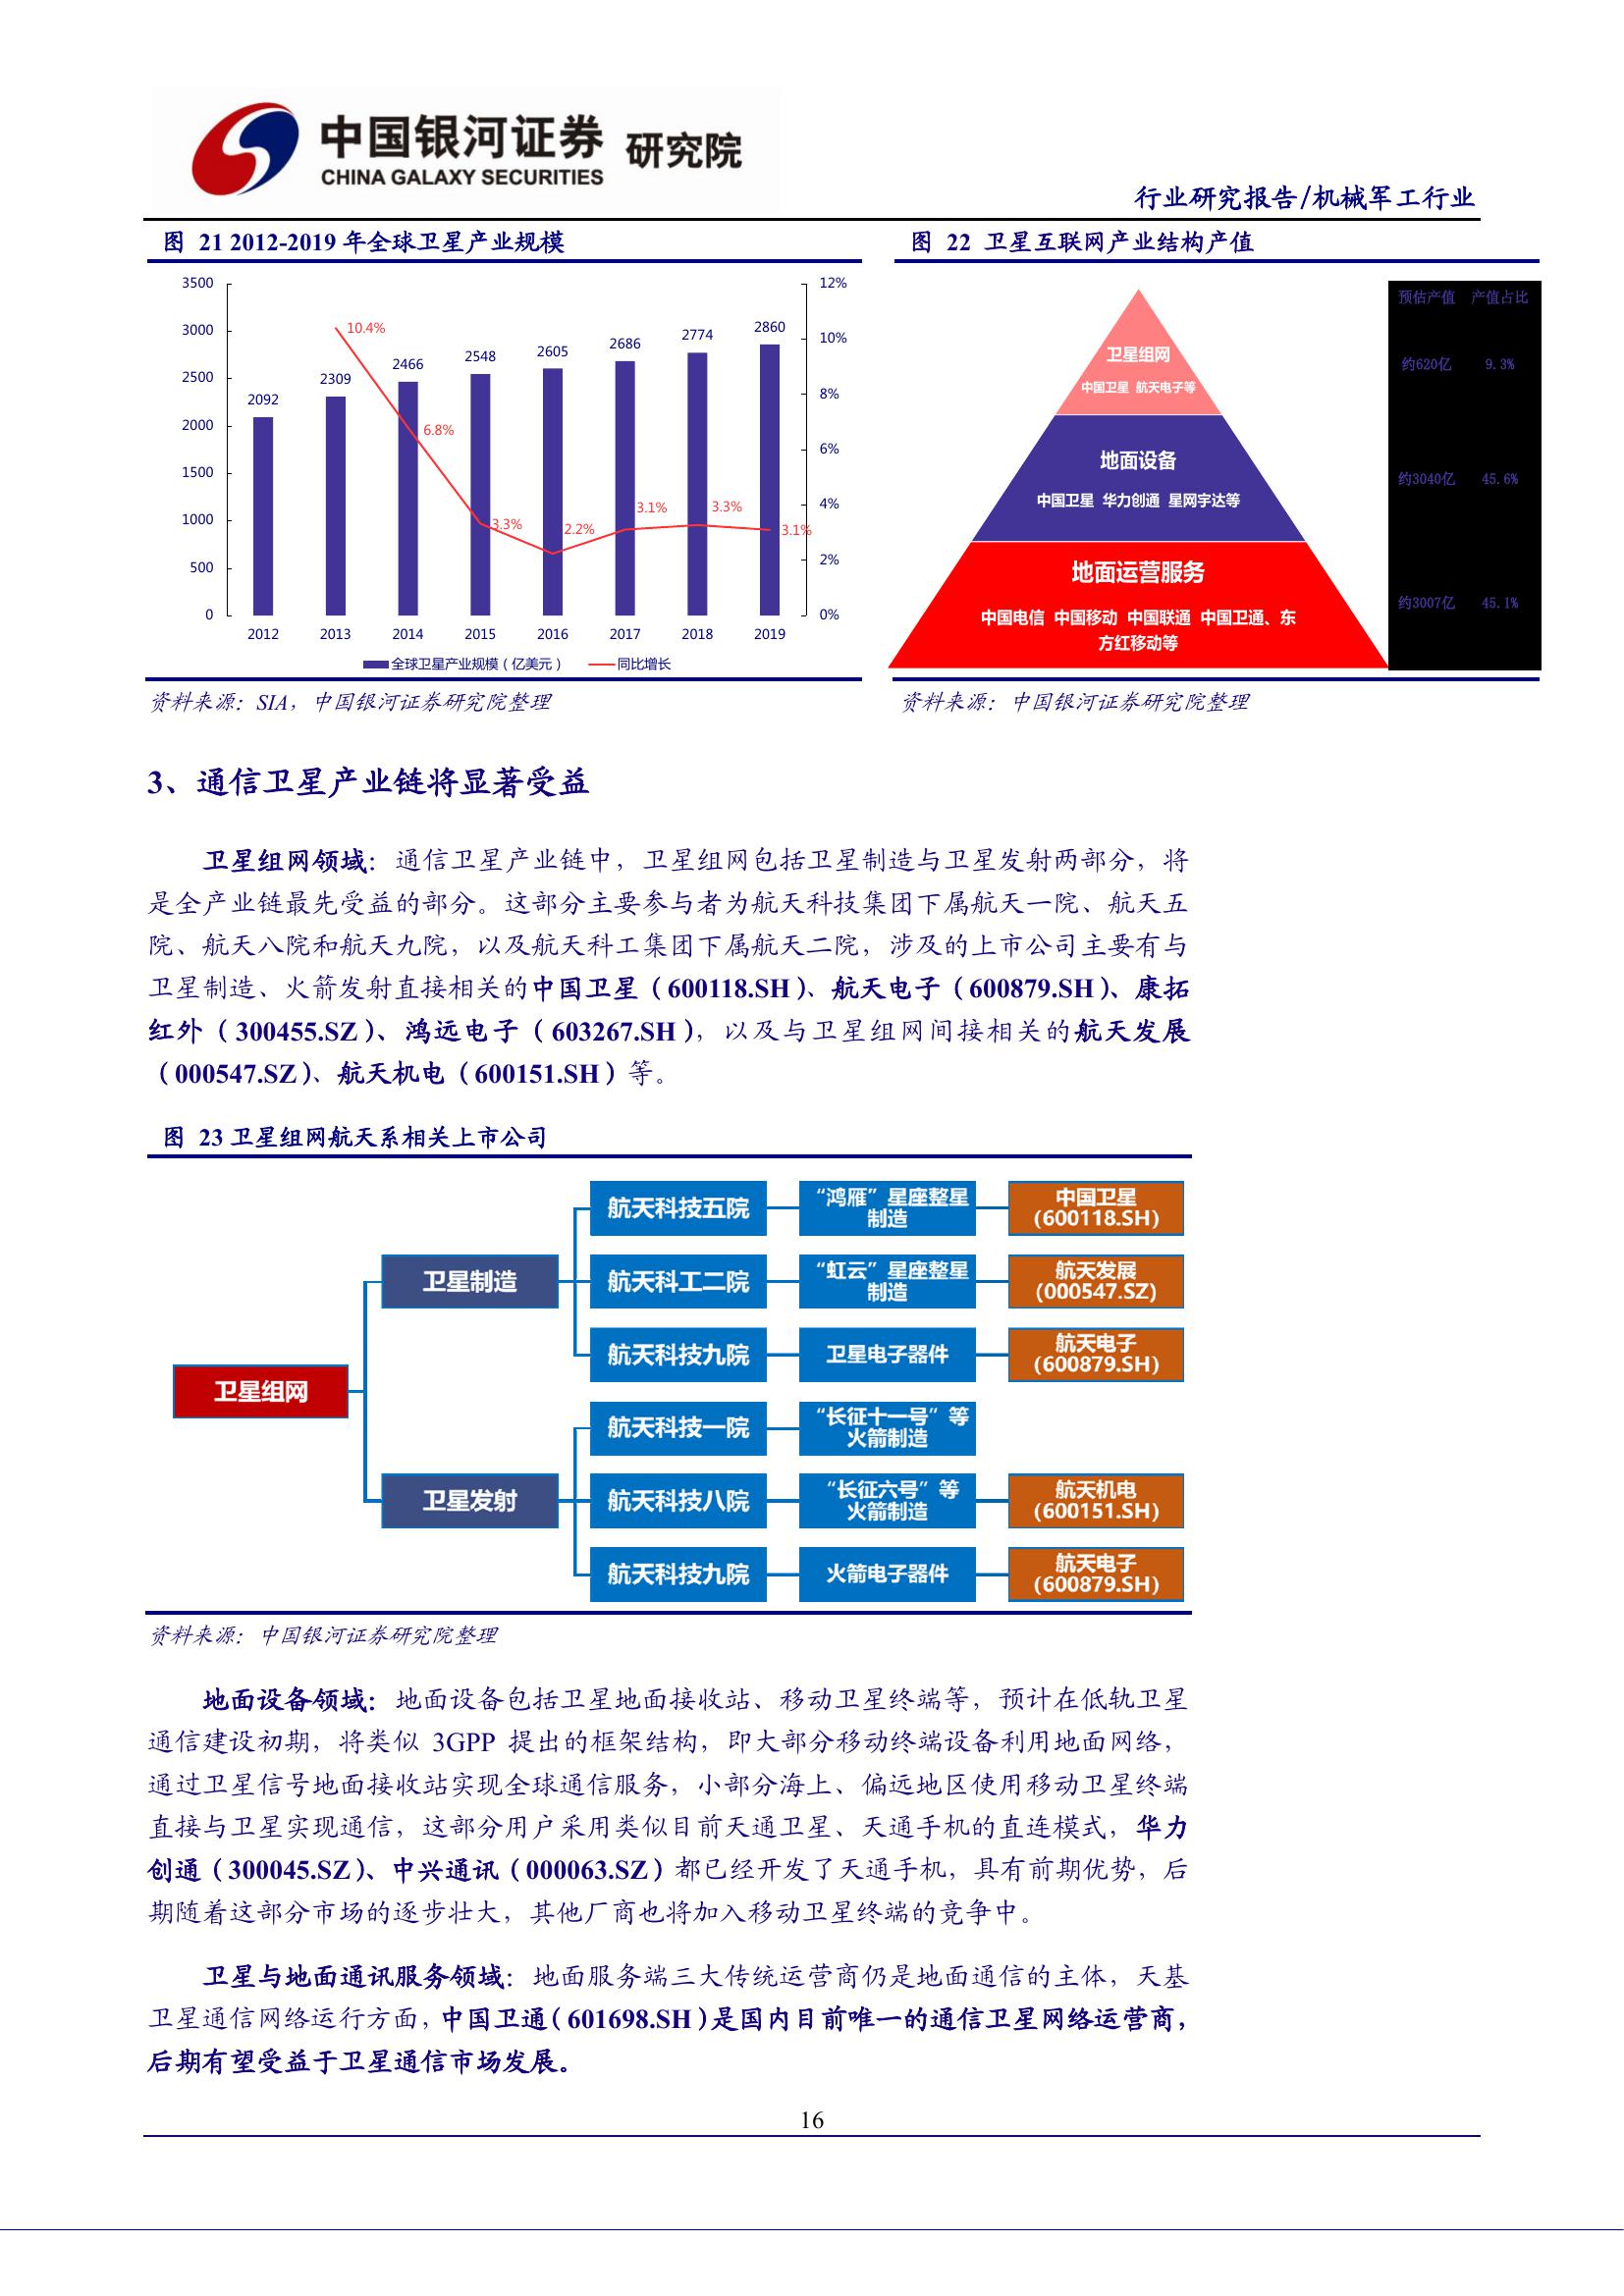 中国银河证券 研究院
CHINA GALAXY SECURITIES
行业研究报告/机械军工行业
图 21 2012-2019 年全球卫星产业规模
3500
3000
2500
2000
1500
1000
500
0
12%
10%
8%
6%
4%
2%
0%
2092
2309
2466
2548
2605
2686
2774
2860
10.4%
6.8%
3.3%
2.2%
3.1%
3.3%
3.1%
2012 2013 2014 2015 2016 2017 2018 2019
全球卫星产业规模（亿美元） 同比增长
资料来源：SIA，中国银河证券研究院整理
图 22 卫星互联网产业结构产值
预估产值 产值占比
卫星组网
中国卫星 航天电子等
约620亿 9.3%
地面设备
中国卫星 华力创通 星网宇达等
约3040亿 45.6%
地面运营服务
中国电信 中国移动 中国联通 中国卫通、东
方红移动等
约3007亿 45.1%
资料来源：中国银河证券研究院整理
3、通信卫星产业链将显著受益
卫星组网领域：通信卫星产业链中，卫星组网包括卫星制造与卫星发射两部分，将
是全产业链最先受益的部分。这部分主要参与者为航天科技集团下属航天一院、航天五
院、航天八院和航天九院，以及航天科工集团下属航天二院，涉及的上市公司主要有与
卫星制造、火箭发射直接相关的中国卫星（600118.SH）、航天电子（600879.SH）、康拓
红外（300455.SZ）、鸿远电子（603267.SH），以及与卫星组网间接相关的航天发展
（000547.SZ）、航天机电（600151.SH）等。
图 23 卫星组网航天系相关上市公司
卫星组网
卫星制造
航天科技五院
“鸿雁”星座整星
制造
中国卫星
(600118.SH)
航天科工二院
“虹云”星座整星
制造
航天发展
(000547.SZ)
航天科技九院
卫星电子器件
航天电子
(600879.SH)
卫星发射
航天科技一院
“长征十一号”等
火箭制造
航天科技八院
“长征六号”等
火箭制造
航天机电
(600151.SH)
航天科技九院
火箭电子器件
航天电子
(600879.SH)
资料来源：中国银河证券研究院整理
地面设备领域：地面设备包括卫星地面接收站、移动卫星终端等，预计在低轨卫星
通信建设初期，将类似 3GPP 提出的框架结构，即大部分移动终端设备利用地面网络，
通过卫星信号地面接收站实现全球通信服务，小部分海上、偏远地区使用移动卫星终端
直接与卫星实现通信，这部分用户采用类似目前天通卫星、天通手机的直连模式，华力
创通（300045.SZ）、中兴通讯（000063.SZ）都已经开发了天通手机，具有前期优势，后
期随着这部分市场的逐步壮大，其他厂商也将加入移动卫星终端的竞争中。
卫星与地面通讯服务领域：地面服务端三大传统运营商仍是地面通信的主体，天基
卫星通信网络运行方面，中国卫通（601698.SH）是国内目前唯一的通信卫星网络运营商，
后期有望受益于卫星通信市场发展。
16